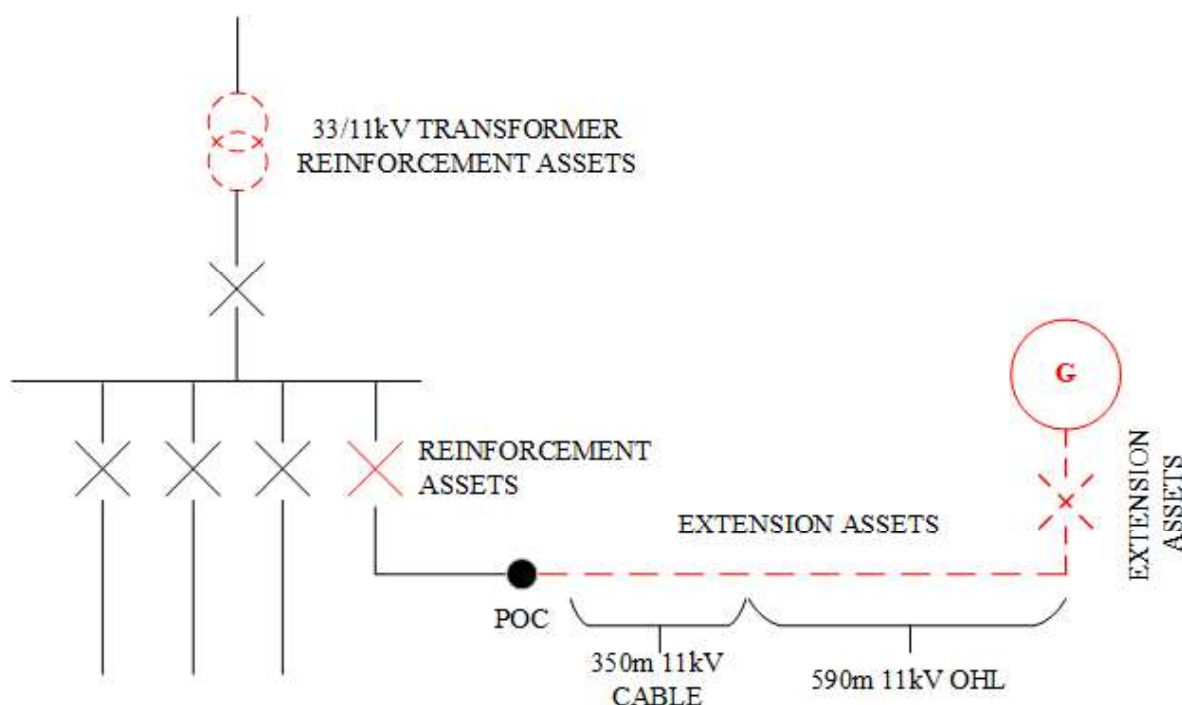 33/11kV TRANSFORMER
REINFORCEMENT ASSETS
G
REINFORCEMENT
ASSETS
EXTENSION ASSETS
EXTENSION
ASSETS
POC
350m 11kV
CABLE
590m 11kV OHL